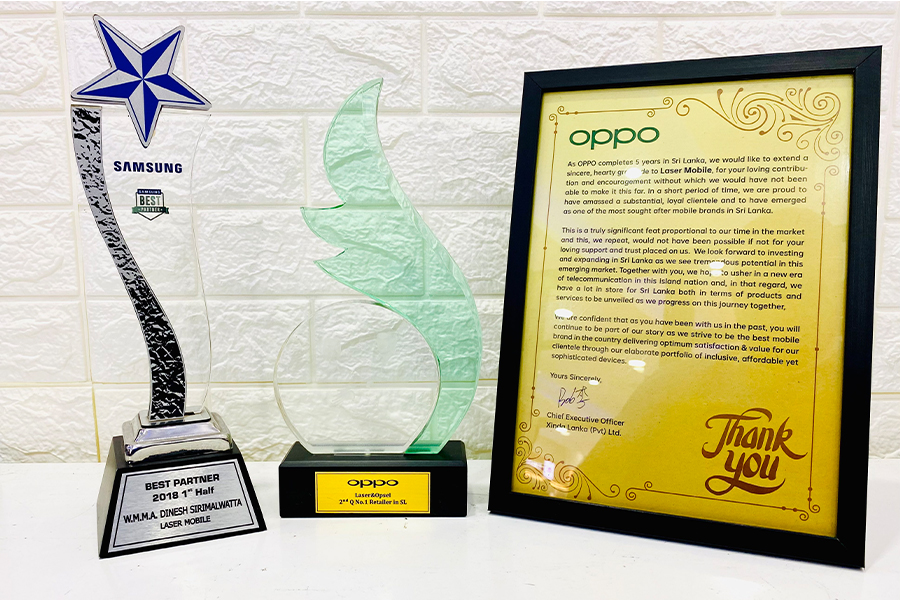 SAMSUNG
SAMSUNG
BEST
PARTNER
BEST PARTNER
2018 1st Half
W.M.M.A. DINESH SIRIMALWATTA
LASER MOBILE
oppo
Laser&Opsel
2nd Q No.1 Retailer in SL
oppo
As OPPO completes 5 years in Sri Lanka, we would like to extend a
sincere, hearty to Laser Mobile, for your loving contribu-
tion and encouragement without which we would have not been
able to make it this far. In a short period of time, we are proud to
have amassed a substantial, loyal clientele and to have emerged
as one of the most sought after mobile brands in Sri Lanka.
This is a truly significant feat proportional to our time in the market
and this, we repeat, would not have been possible if not for your
loving support and trust placed on us. We look forward to investing
and expanding in Sri Lanka as we see tremendous potential in this
emerging market. Together with you, we to usher in a new era
of telecommunication in this Island nation and, in that regard, we
have a lot in store for Sri Lanka both in terms of products and
services to be unveiled as we progress on this journey together,
We are confident that as you have been with us in the past, you will
continue to be part of our story as we strive to be the best mobile
brand in the country delivering optimum satisfaction & value for our
clientele through our elaborate portfolio of inclusive, affordable yet
sophisticated devices.
Yours Sincerely,
Chief Executive Officer
Xinda Lanka (Pvt) Ltd.
Thank
you